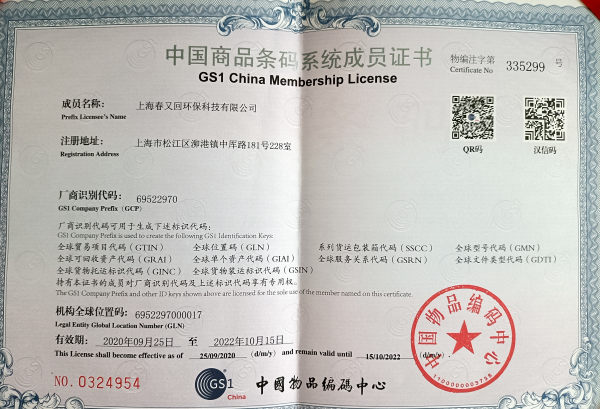 中国商品条码系统成员证书
GS1 China Membership License
物编注字第 335299 号
Certificate No
成员名称： 上海春又回环保科技有限公司
Prefix Licensee's Name
注册地址： 上海市松江区泖港镇中厍路181号228室
Registration Address
QR码 汉信码
厂商识别代码： 69522970
GS1 Company Prefix（GCP）
厂商识别代码可用于生成下述标识代码：
GS1 Company Prefix is used to create the following GS1 Identification Keys:
全球贸易项目代码（GTIN） 全球位置码（GLN） 系列货运包装箱代码（SSCC） 全球型号代码（GMN）
全球可回收资产代码（GRAI） 全球单个资产代码（GIAI） 全球服务关系代码（GSRN） 全球文件类型代码（GDTI）
全球货物托运标识代码（GINC） 全球货物装运标识代码（GSIN）
持有本证书的成员对厂商识别代码及上述标识代码享有专用权。
The GS1 Company Prefix and other ID keys shown above are licensed for the sole use of the member named on this certificate.
机构全球位置码： 6952297000017
Legal Entity Global Location Number (GLN)
有效期： 2020年09月25日 至 2022年10月15日
This License shall become effective as of 25/09/2020 (d/m/y) and remain valid until 15/10/2022 (d/m/y).
NO. 0324954
GS1
China
中国物品编码中心
中国物品编码中心